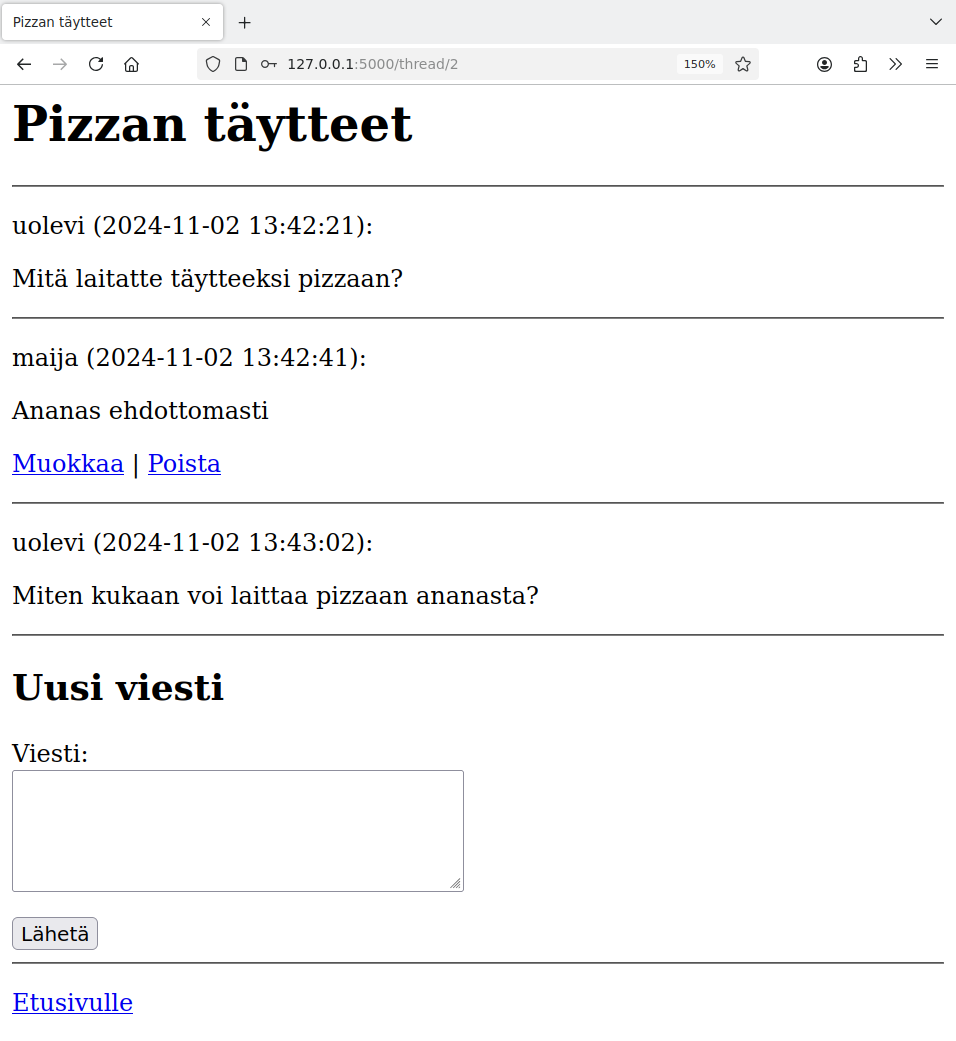 Pizzan täytteet
127.0.0.1:5000/thread/2
150%
Pizzan täytteet
uolevi (2024-11-02 13:42:21):
Mitä laitatte täytteeksi pizzaan?
maija (2024-11-02 13:42:41):
Ananas ehdottomasti
Muokkaa | Poista
uolevi (2024-11-02 13:43:02):
Miten kukaan voi laittaa pizzaan ananasta?
Uusi viesti
Viesti:
Lähetä
Etusivulle